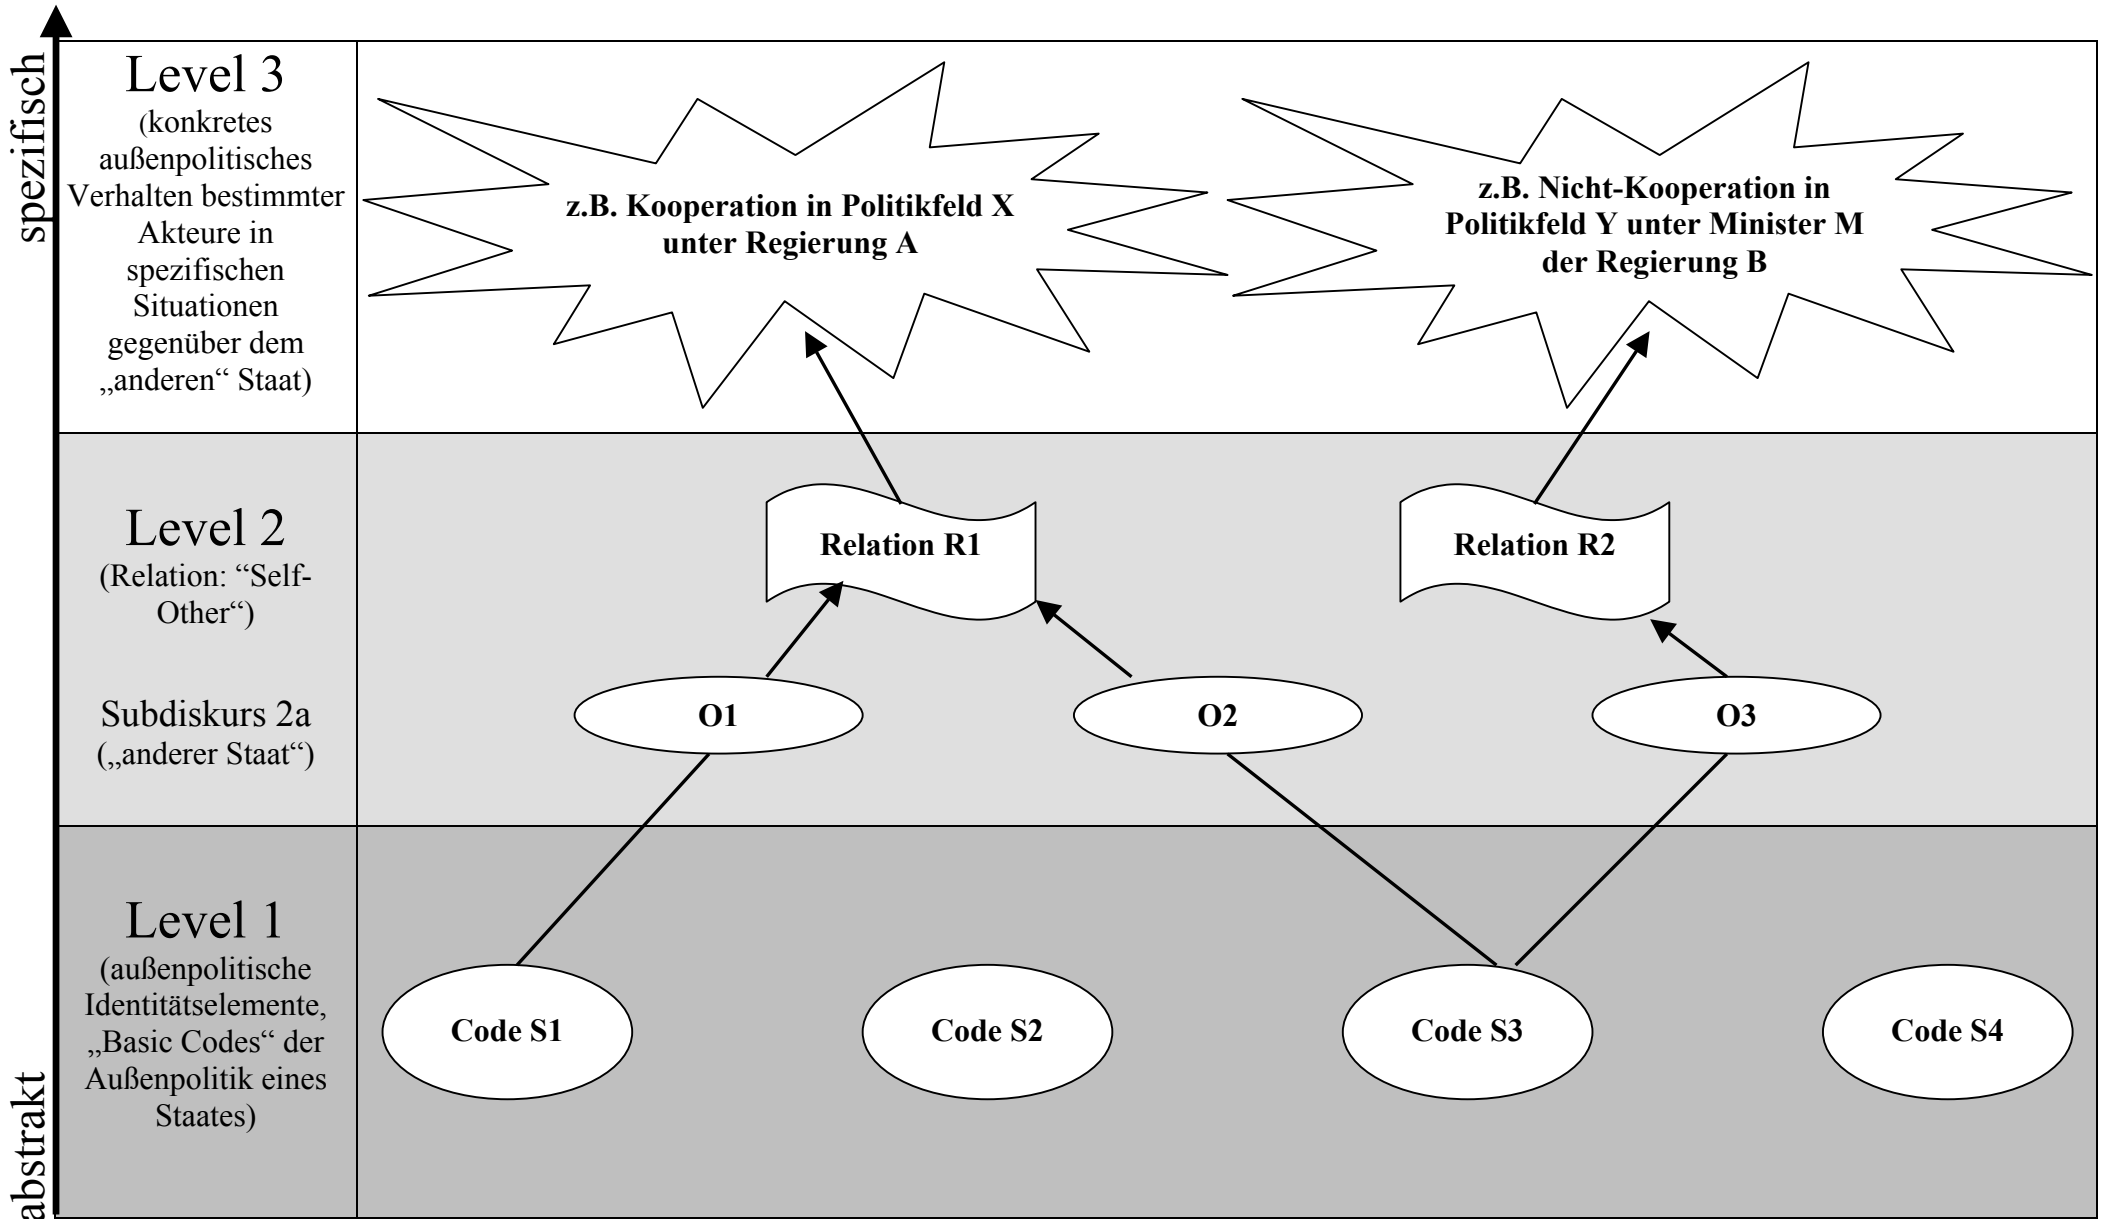 spezifisch
Level 3
(konkretes
außenpolitisches
Verhalten bestimmter
Akteure in
spezifischen
Situationen
gegenüber dem
„anderen“ Staat)
z.B. Kooperation in Politikfeld X
unter Regierung A
z.B. Nicht-Kooperation in
Politikfeld Y unter Minister M
der Regierung B
Level 2
(Relation: “Self-
Other“)
Relation R1
Relation R2
Subdiskurs 2a
(„anderer Staat“)
O1
O2
O3
Level 1
(außenpolitische
Identitätselemente,
„Basic Codes“ der
Außenpolitik eines
Staates)
Code S1
Code S2
Code S3
Code S4
abstrakt